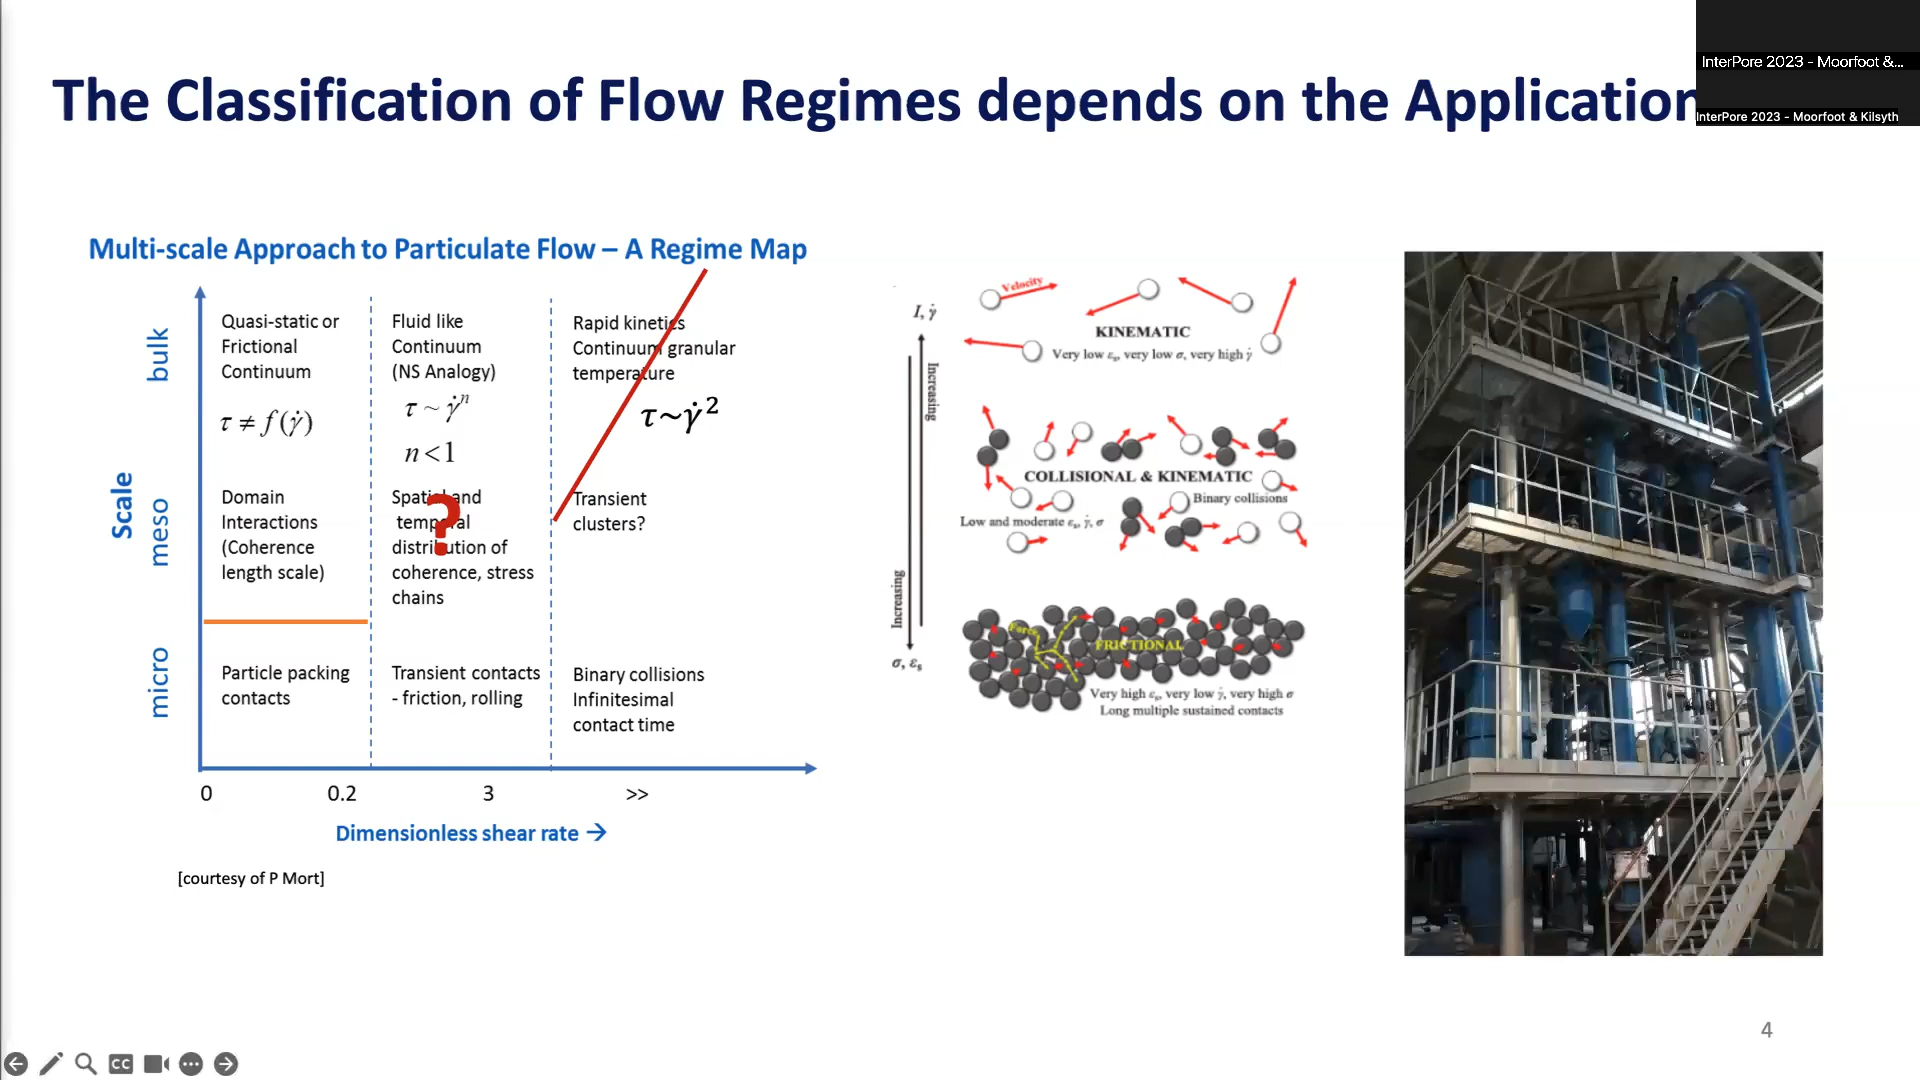 The Classification of Flow Regimes depends on the Application
InterPore 2023 - Moorfoot &...
InterPore 2023 - Moorfoot & Kilsyth
Multi-scale Approach to Particulate Flow – A Regime Map
Scale
bulk
meso
micro
Quasi-static or
Frictional
Continuum
τ ≠ f(γ̇)
Fluid like
Continuum
(NS Analogy)
τ ~ γ̇ⁿ
n < 1
Rapid kinetics
Continuum granular
temperature
τ~γ̇²
Domain
Interactions
(Coherence
length scale)
Spatial and
temporal
distribution of
coherence, stress
chains
?
Transient
clusters?
Particle packing
contacts
Transient contacts
- friction, rolling
Binary collisions
Infinitesimal
contact time
0 0.2 3 >>
Dimensionless shear rate →
[courtesy of P Mort]
I, γ̇
Increasing
Increasing
σ, εₛ
Velocity
KINEMATIC
Very low εₛ, very low σ, very high γ̇
COLLISIONAL & KINEMATIC
Binary collisions
Low and moderate εₛ, γ̇, σ
Force
FRICTIONAL
Very high εₛ, very low γ̇, very high σ
Long multiple sustained contacts
4
CC